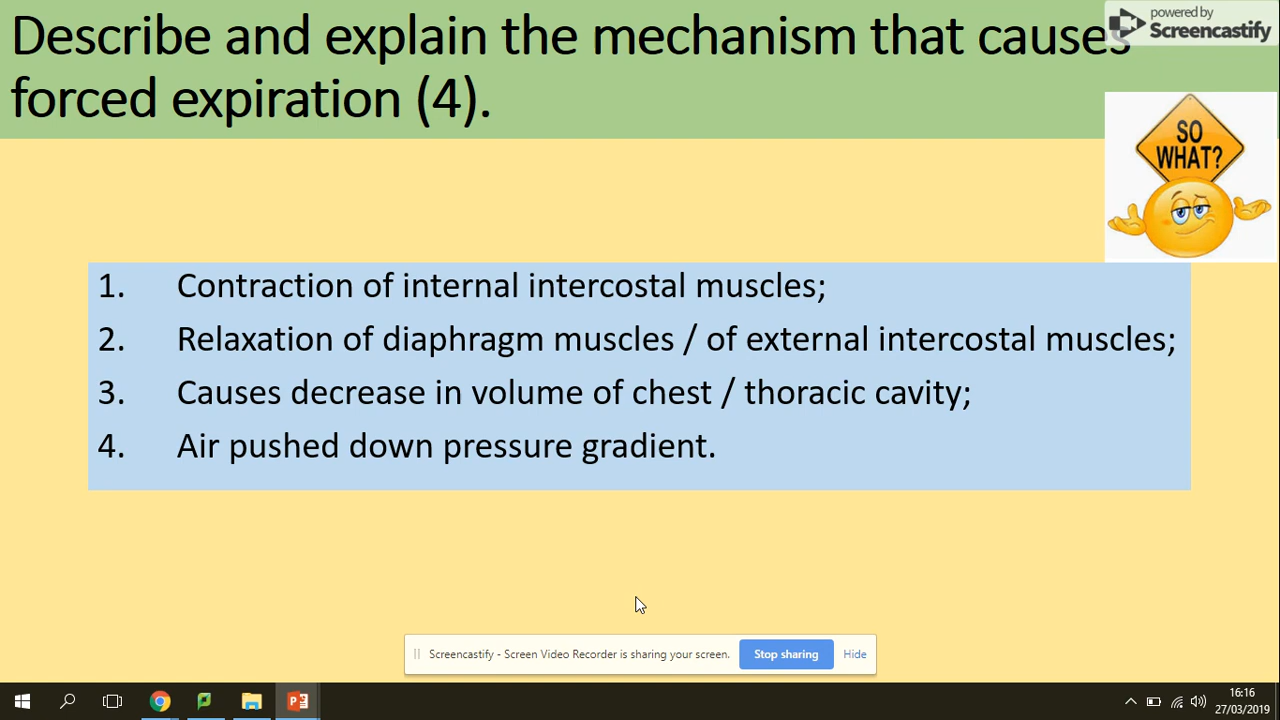 Describe and explain the mechanism that causes
forced expiration (4).
powered by
Screencastify
SO
WHAT?
1. Contraction of internal intercostal muscles;
2. Relaxation of diaphragm muscles / of external intercostal muscles;
3. Causes decrease in volume of chest / thoracic cavity;
4. Air pushed down pressure gradient.
Screencastify - Screen Video Recorder is sharing your screen. Stop sharing Hide
16:16
27/03/2019